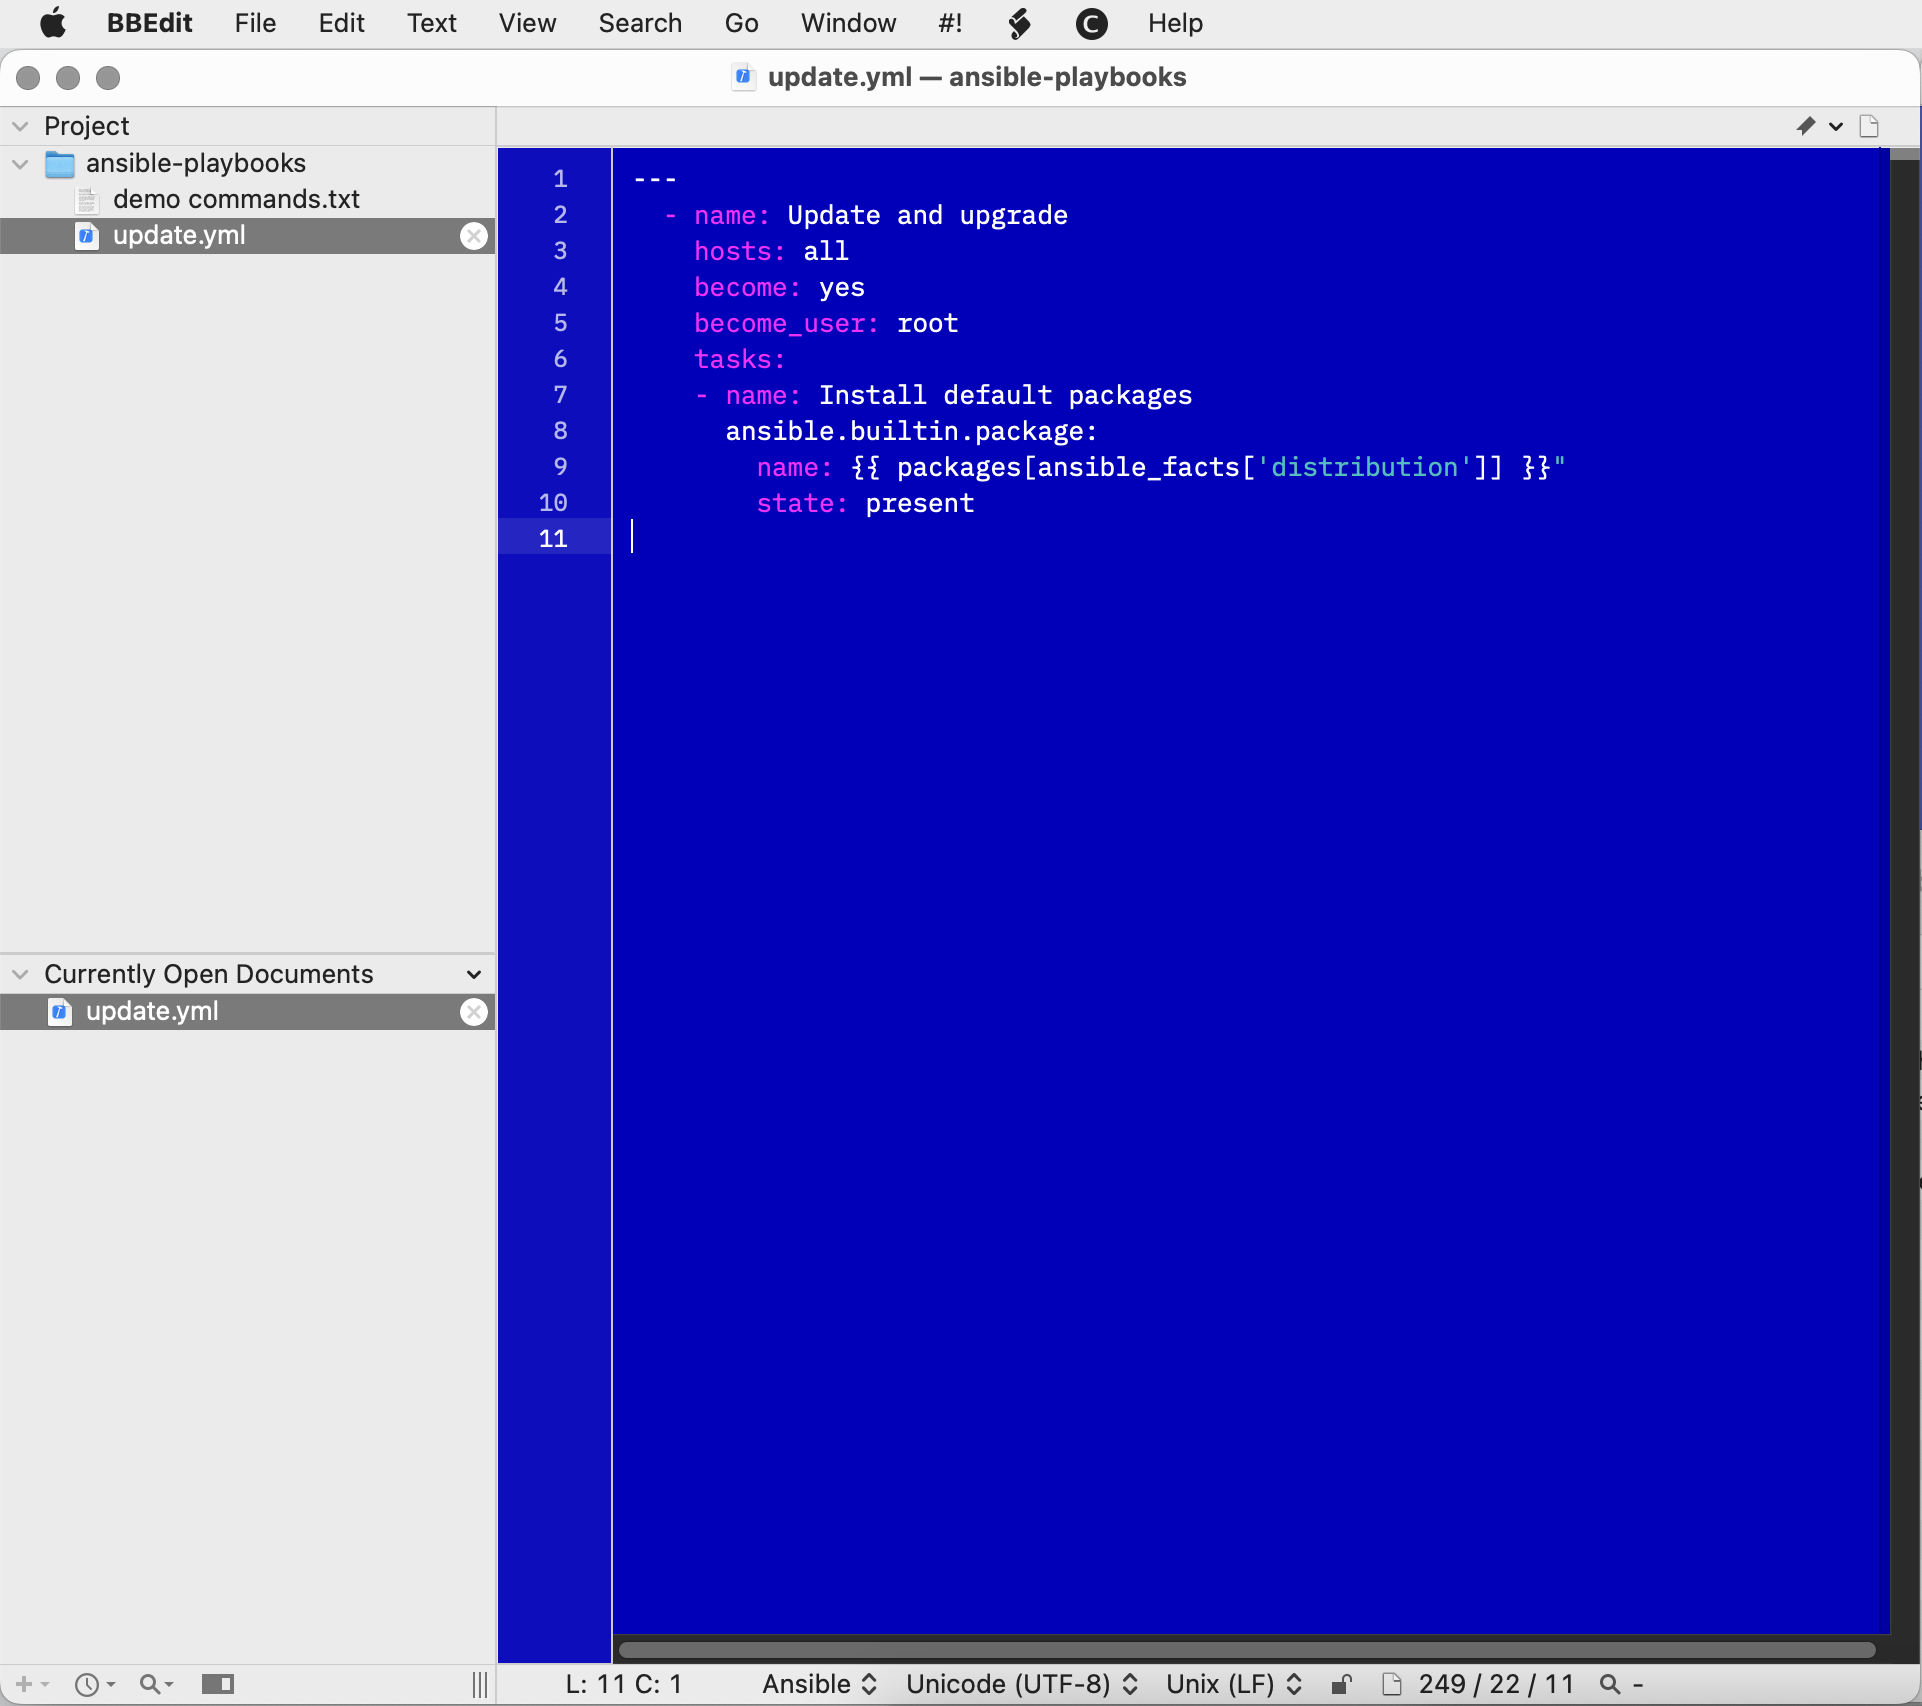 BBEdit File Edit Text View Search Go Window #! C Help
update.yml — ansible-playbooks
Project
ansible-playbooks
demo commands.txt
update.yml
1 ---
2   - name: Update and upgrade
3     hosts: all
4     become: yes
5     become_user: root
6     tasks:
7     - name: Install default packages
8       ansible.builtin.package:
9         name: {{ packages[ansible_facts['distribution']] }}"
10         state: present
11
Currently Open Documents
update.yml
L: 11 C: 1 Ansible Unicode (UTF-8) Unix (LF) 249 / 22 / 11 -